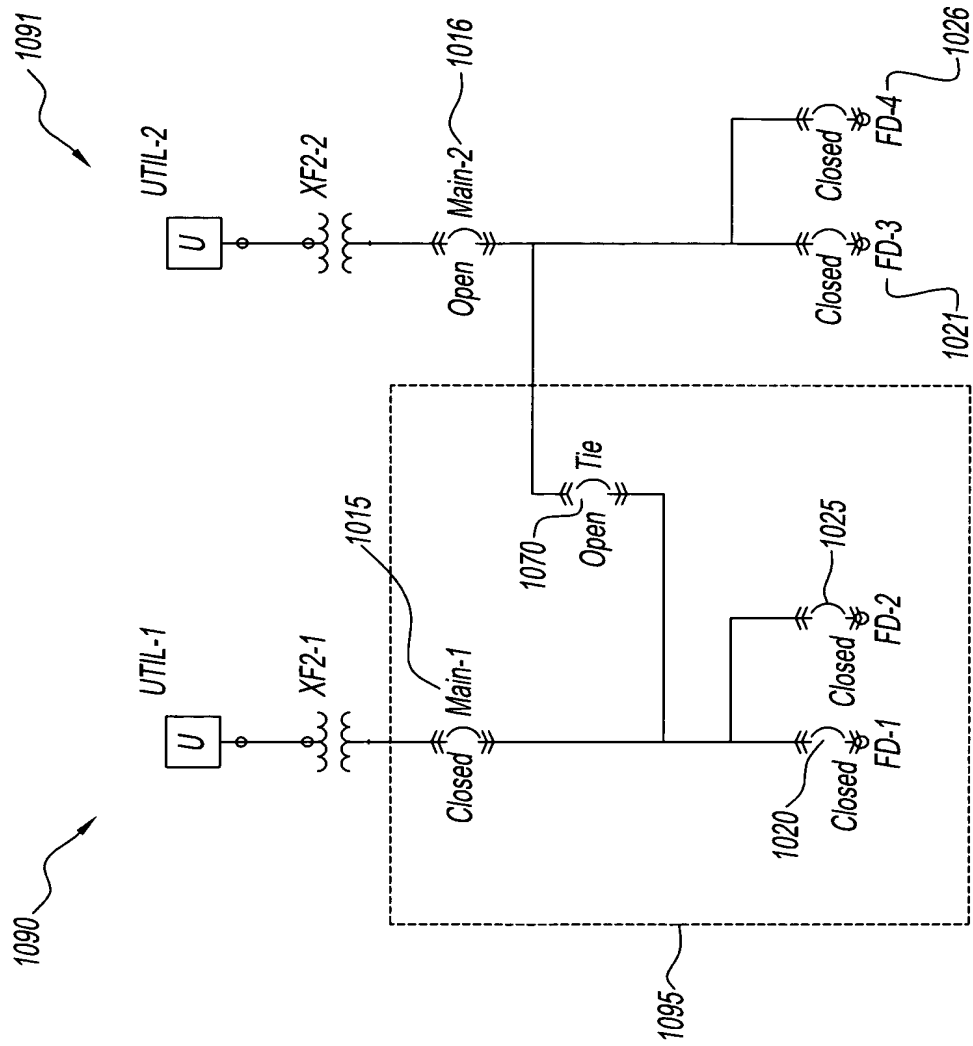 1090
1091
UTIL-1
UTIL-2
U
U
XF2-1
XF2-2
1015
1016
Main-1
Closed
Main-2
Open
1070
Tie
Open
1020
Closed
FD-1
1025
Closed
FD-2
Closed
FD-3
1021
Closed
FD-4
1026
1095